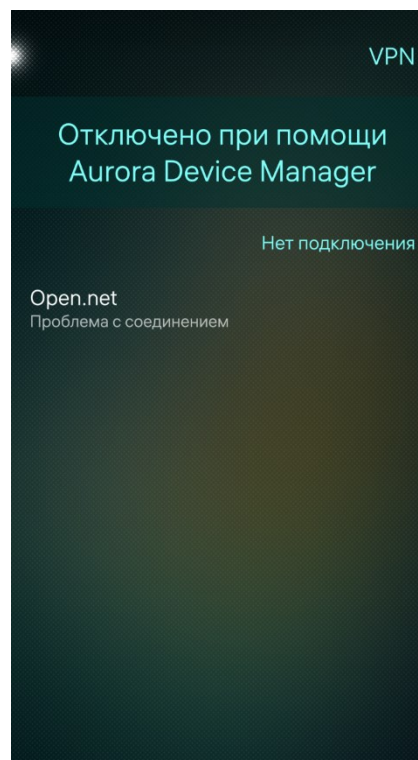 VPN
Отключено при помощи
Aurora Device Manager
Нет подключения
Open.net
Проблема с соединением